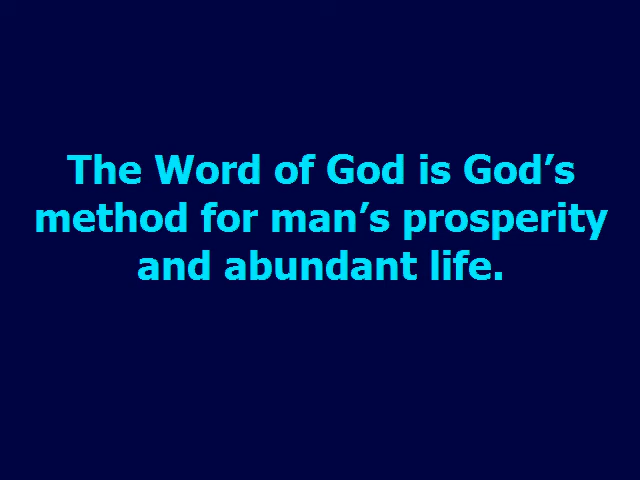 The Word of God is God’s
method for man’s prosperity
and abundant life.